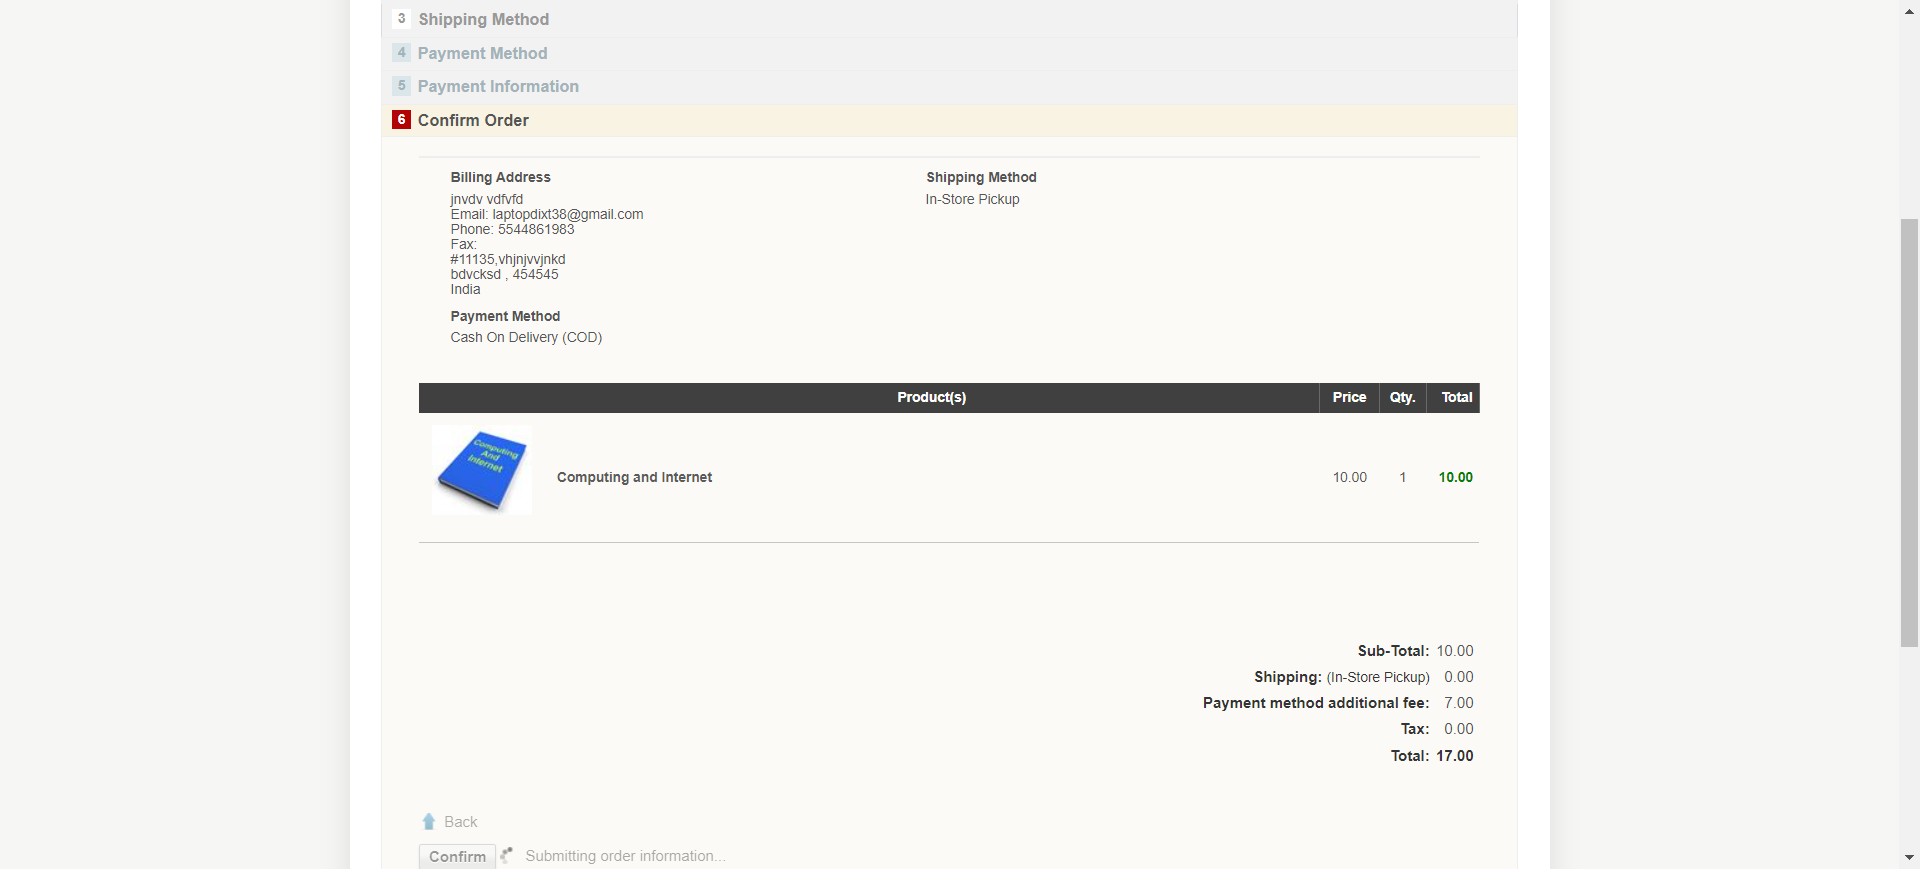 3 Shipping Method
4 Payment Method
5 Payment Information
6 Confirm Order
Billing Address
jnvdv vdfvfd
Email: laptopdixt38@gmail.com
Phone: 5544861983
Fax:
#11135,vhjnjvvjnkd
bdvcksd , 454545
India
Payment Method
Cash On Delivery (COD)
Shipping Method
In-Store Pickup
Product(s) Price Qty. Total
Computing
And
Internet
Computing and Internet 10.00 1 10.00
Sub-Total: 10.00
Shipping: (In-Store Pickup) 0.00
Payment method additional fee: 7.00
Tax: 0.00
Total: 17.00
Back
Confirm Submitting order information...